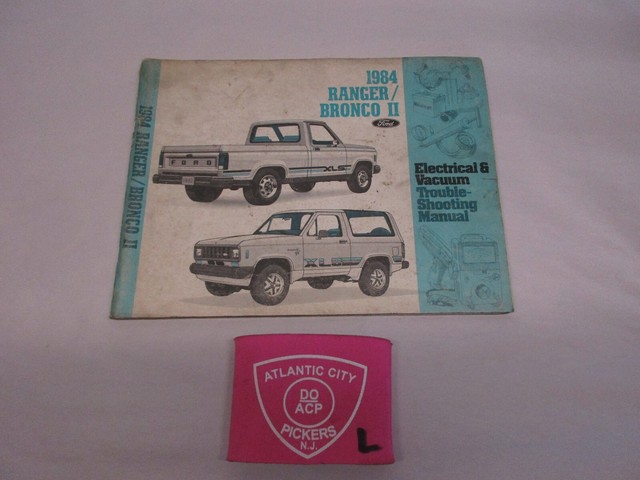 1984
RANGER/
BRONCO II
Ford
Electrical &
Vacuum
Trouble-
Shooting
Manual
1984 RANGER/BRONCO II
FORD
XLS
XLS
ATLANTIC CITY
DO
ACP
PICKERS
N.J.
L